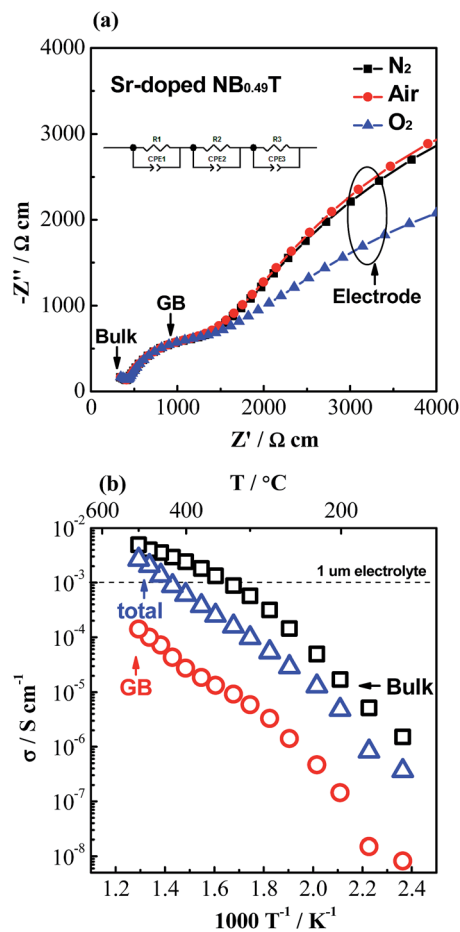 (a)
Sr-doped NB0.49T
N2
Air
O2
R1 R2 R3
CPE1 CPE2 CPE3
4000
3000
2000
1000
0
-Z'' / Ω cm
Bulk
GB
Electrode
0 1000 2000 3000 4000
Z' / Ω cm
(b)
T / °C
600 400 200
10-2
10-3
10-4
10-5
10-6
10-7
10-8
σ / S cm-1
1 um electrolyte
total
GB
Bulk
1.2 1.4 1.6 1.8 2.0 2.2 2.4
1000 T-1 / K-1